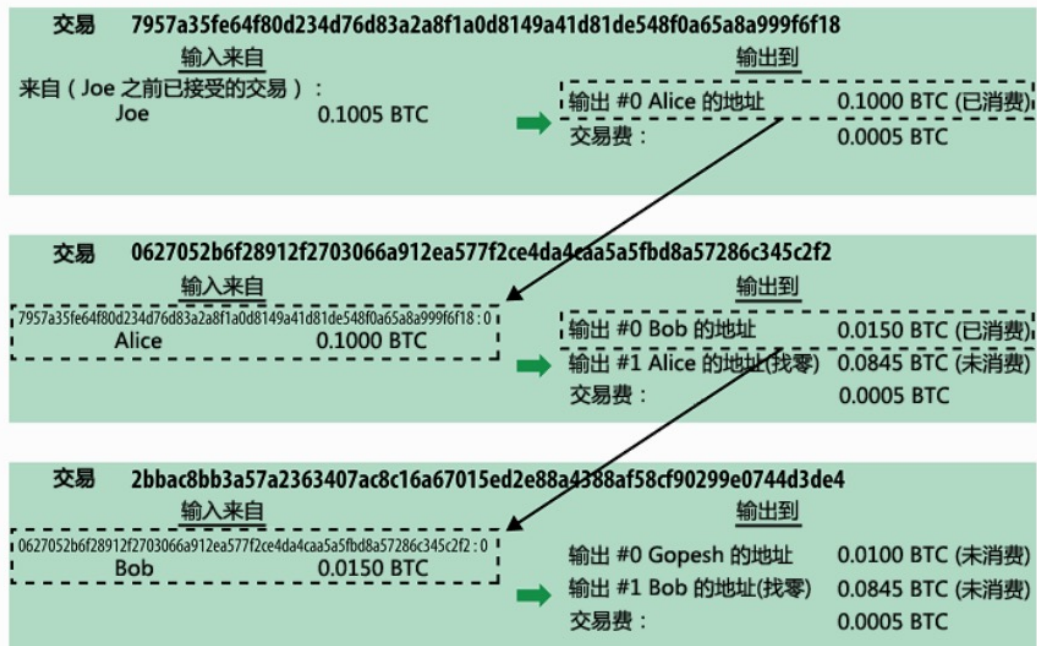 交易 7957a35fe64f80d234d76d83a2a8f1a0d8149a41d81de548f0a65a8a999f6f18
输入来自
输出到
来自（Joe 之前已接受的交易）：
Joe 0.1005 BTC
输出 #0 Alice 的地址 0.1000 BTC (已消费)
交易费： 0.0005 BTC
交易 0627052b6f28912f2703066a912ea577f2ce4da4caa5a5fbd8a57286c345c2f2
输入来自
输出到
7957a35fe64f80d234d76d83a2a8f1a0d8149a41d81de548f0a65a8a999f6f18 : 0
Alice 0.1000 BTC
输出 #0 Bob 的地址 0.0150 BTC (已消费)
输出 #1 Alice 的地址(找零) 0.0845 BTC (未消费)
交易费： 0.0005 BTC
交易 2bbac8bb3a57a2363407ac8c16a67015ed2e88a4388af58cf90299e0744d3de4
输入来自
输出到
0627052b6f28912f2703066a912ea577f2ce4da4caa5a5fbd8a57286c345c2f2 : 0
Bob 0.0150 BTC
输出 #0 Gopesh 的地址 0.0100 BTC (未消费)
输出 #1 Bob 的地址(找零) 0.0845 BTC (未消费)
交易费： 0.0005 BTC